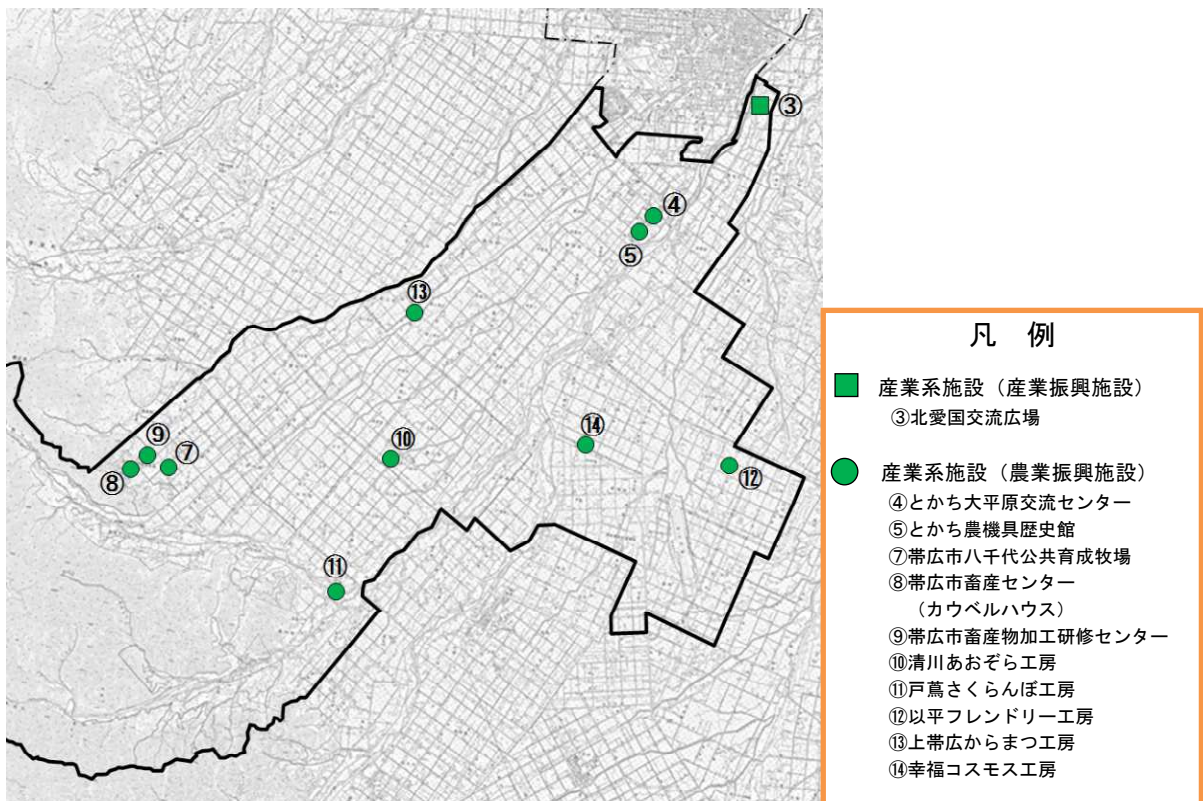 ③
④
⑤
⑬
⑨
⑦
⑧
⑩
⑭
⑫
⑪
凡 例
産業系施設（産業振興施設）
③北愛国交流広場
産業系施設（農業振興施設）
④とかち大平原交流センター
⑤とかち農機具歴史館
⑦帯広市八千代公共育成牧場
⑧帯広市畜産センター
（カウベルハウス）
⑨帯広市畜産物加工研修センター
⑩清川あおぞら工房
⑪戸蔦さくらんぼ工房
⑫以平フレンドリー工房
⑬上帯広からまつ工房
⑭幸福コスモス工房